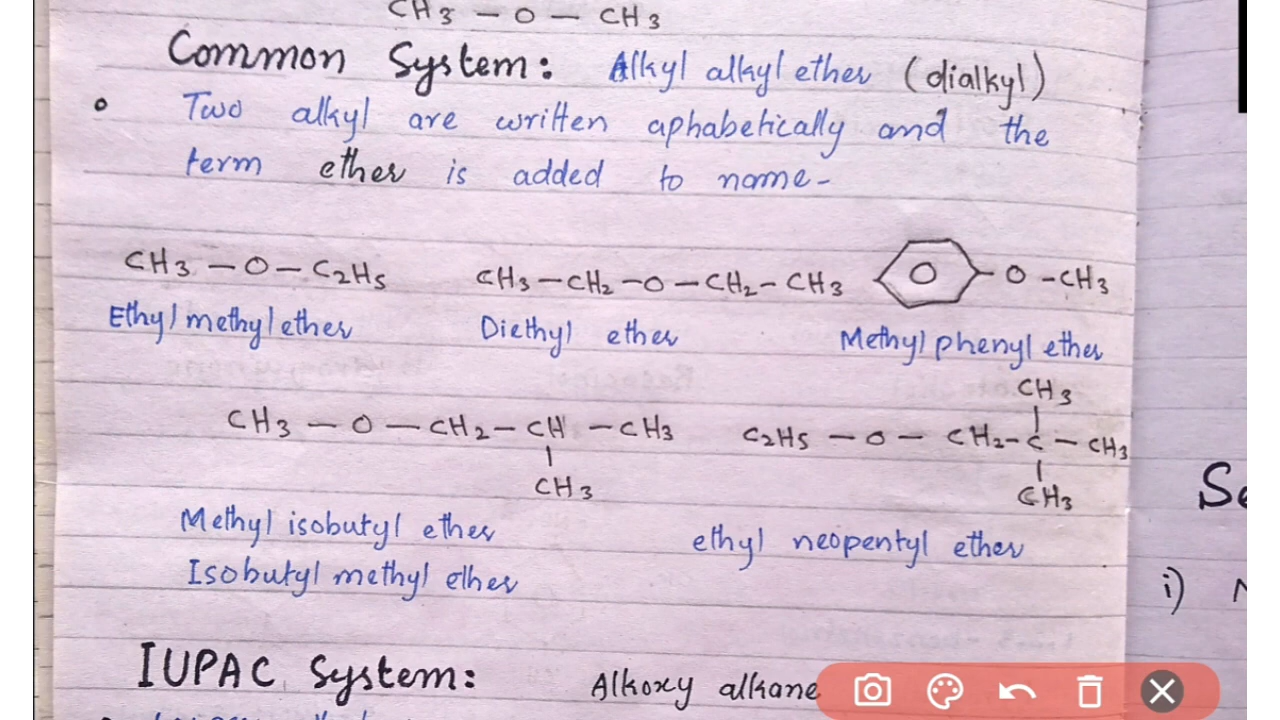 CH3 - O - CH3
Common System: Alkyl alkyl ether (dialkyl)
Two alkyl are written aphabetically and the
term ether is added to name-
CH3 - O - C2H5
Ethyl methyl ether
CH3 - CH2 - O - CH2 - CH3
Diethyl ether
O - O - CH3
Methyl phenyl ether
CH3 - O - CH2 - CH - CH3
CH3
Methyl isobutyl ether
Isobutyl methyl ether
CH3
C2H5 - O - CH2 - C - CH3
CH3
ethyl neopentyl ether
IUPAC System: Alkoxy alkane
i)